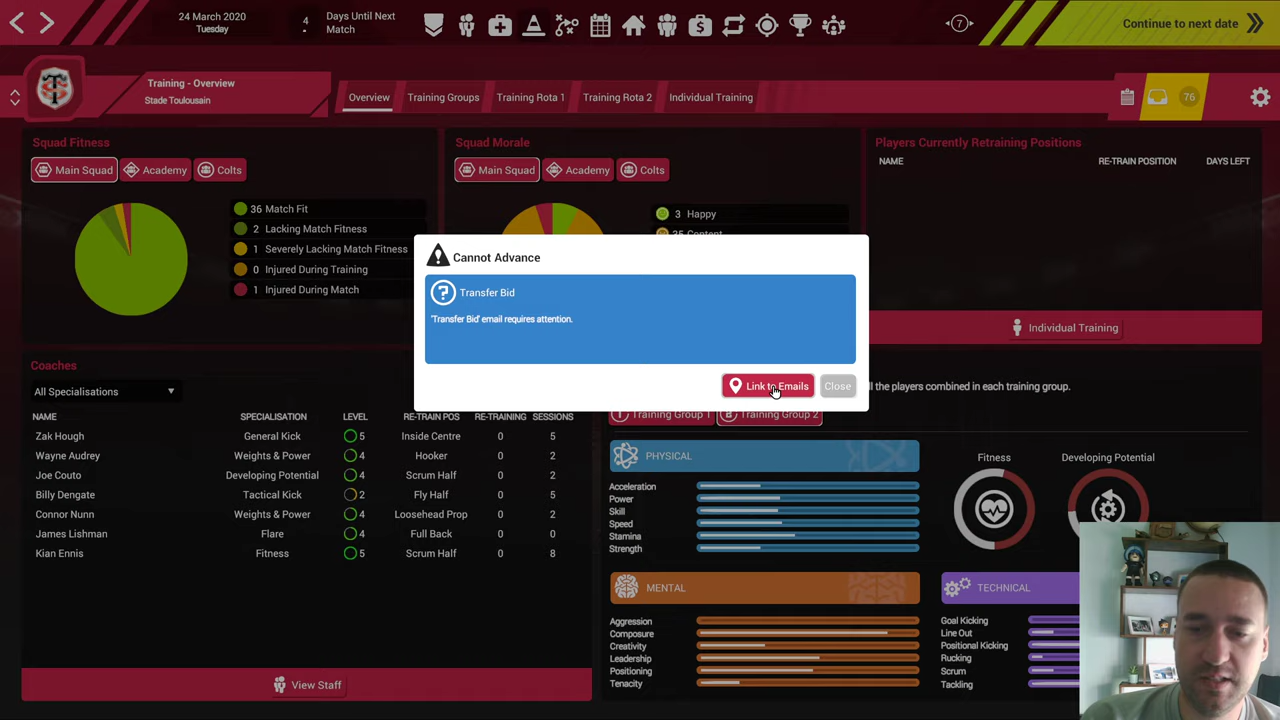 24 March 2020
Tuesday
4
Days Until Next
Match
7
Continue to next date
Training - Overview
Stade Toulousain
Overview
Training Groups
Training Rota 1
Training Rota 2
Individual Training
76
Squad Fitness
Main Squad
Academy
Colts
36 Match Fit
2 Lacking Match Fitness
1 Severely Lacking Match Fitness
0 Injured During Training
1 Injured During Match
Squad Morale
Main Squad
Academy
Colts
3 Happy
35 Content
Players Currently Retraining Positions
NAME RE-TRAIN POSITION DAYS LEFT
Individual Training
Cannot Advance
Transfer Bid
'Transfer Bid' email requires attention.
Link to Emails
Close
Coaches
All Specialisations
NAME SPECIALISATION LEVEL RE-TRAIN POS RE-TRAINING SESSIONS
Zak Hough General Kick 5 Inside Centre 0 5
Wayne Audrey Weights & Power 4 Hooker 0 2
Joe Couto Developing Potential 4 Scrum Half 0 2
Billy Dengate Tactical Kick 2 Fly Half 0 5
Connor Nunn Weights & Power 4 Loosehead Prop 0 2
James Lishman Flare 4 Full Back 0 0
Kian Ennis Fitness 5 Scrum Half 0 8
View Staff
ll the players combined in each training group.
Training Group 1
Training Group 2
PHYSICAL
Acceleration
Power
Skill
Speed
Stamina
Strength
Fitness
Developing Potential
MENTAL
Aggression
Composure
Creativity
Leadership
Positioning
Tenacity
TECHNICAL
Goal Kicking
Line Out
Positional Kicking
Rucking
Scrum
Tackling